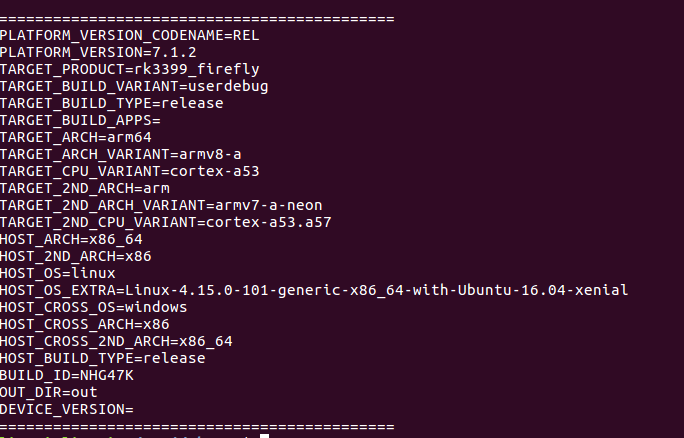 ============================================
PLATFORM_VERSION_CODENAME=REL
PLATFORM_VERSION=7.1.2
TARGET_PRODUCT=rk3399_firefly
TARGET_BUILD_VARIANT=userdebug
TARGET_BUILD_TYPE=release
TARGET_BUILD_APPS=
TARGET_ARCH=arm64
TARGET_ARCH_VARIANT=armv8-a
TARGET_CPU_VARIANT=cortex-a53
TARGET_2ND_ARCH=arm
TARGET_2ND_ARCH_VARIANT=armv7-a-neon
TARGET_2ND_CPU_VARIANT=cortex-a53.a57
HOST_ARCH=x86_64
HOST_2ND_ARCH=x86
HOST_OS=linux
HOST_OS_EXTRA=Linux-4.15.0-101-generic-x86_64-with-Ubuntu-16.04-xenial
HOST_CROSS_OS=windows
HOST_CROSS_ARCH=x86
HOST_CROSS_2ND_ARCH=x86_64
HOST_BUILD_TYPE=release
BUILD_ID=NHG47K
OUT_DIR=out
DEVICE_VERSION=
============================================